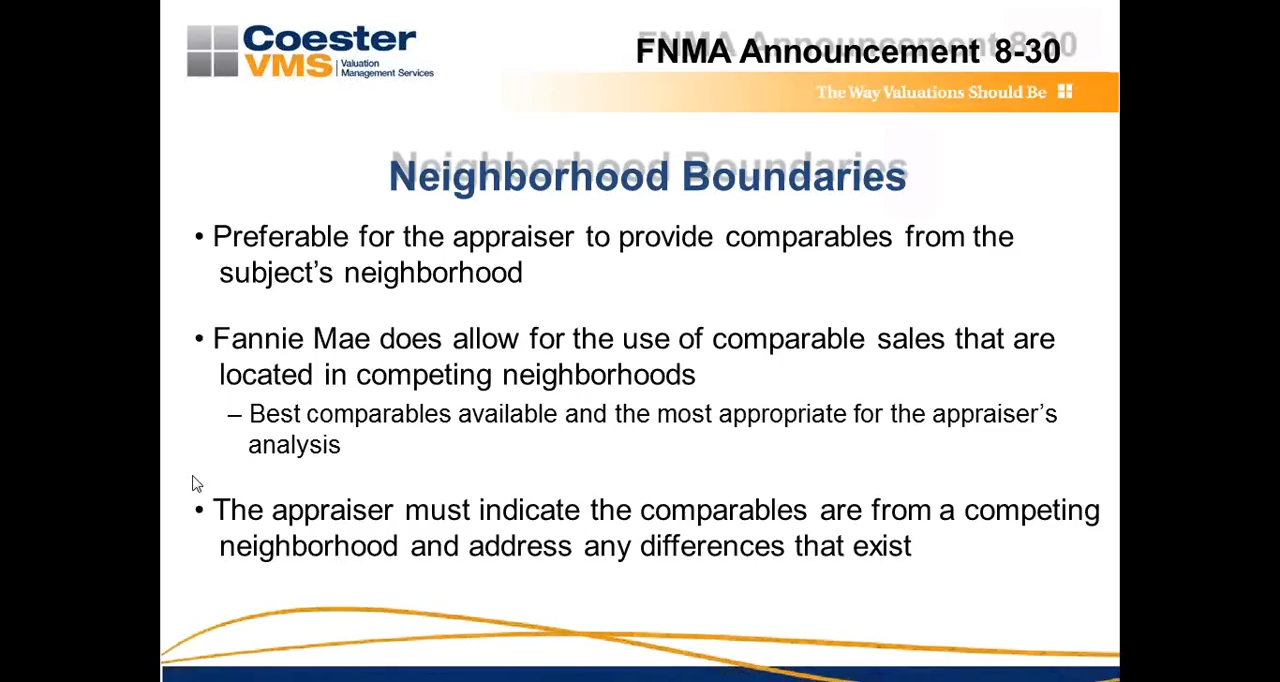 Coester
VMS Valuation
Management Services
FNMA Announcement 8-30
The Way Valuations Should Be
Neighborhood Boundaries
• Preferable for the appraiser to provide comparables from the
subject's neighborhood
• Fannie Mae does allow for the use of comparable sales that are
located in competing neighborhoods
– Best comparables available and the most appropriate for the appraiser's
analysis
• The appraiser must indicate the comparables are from a competing
neighborhood and address any differences that exist